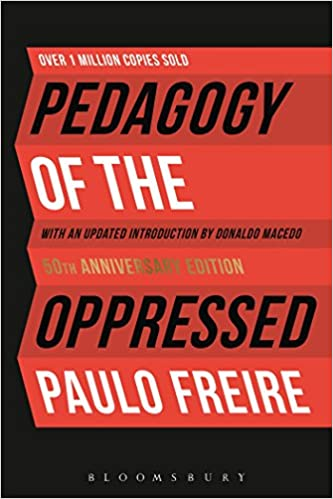 OVER 1 MILLION COPIES SOLD
PEDAGOGY
OF THE
WITH AN UPDATED INTRODUCTION BY DONALDO MACEDO
50TH ANNIVERSARY EDITION
OPPRESSED
PAULO FREIRE
BLOOMSBURY